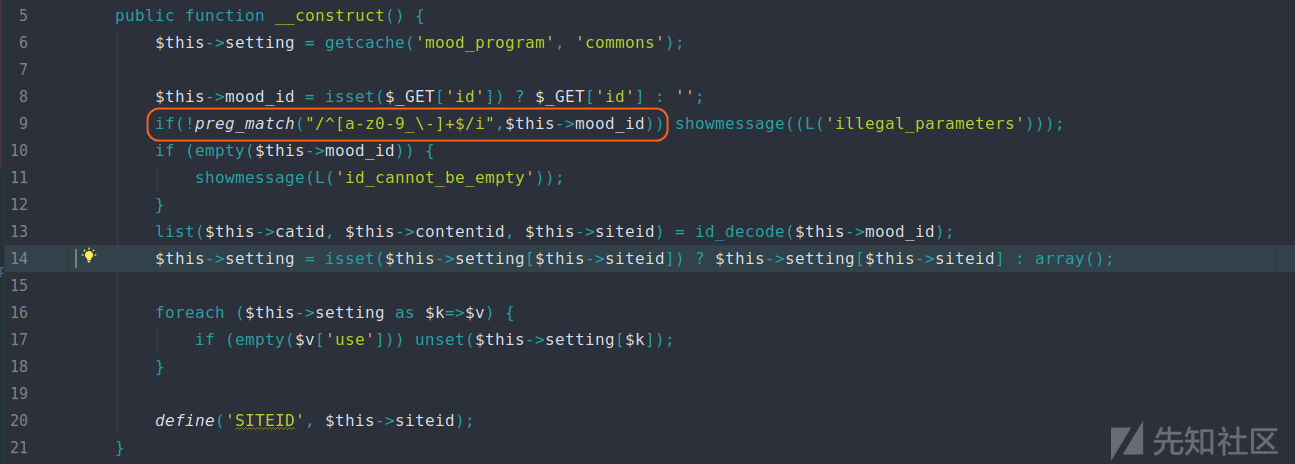 5 public function __construct() {
6 $this->setting = getcache('mood_program', 'commons');
7
8 $this->mood_id = isset($_GET['id']) ? $_GET['id'] : '';
9 if(!preg_match("/^[a-z0-9_\-]+$/i",$this->mood_id)) showmessage((L('illegal_parameters')));
10 if (empty($this->mood_id)) {
11 showmessage(L('id_cannot_be_empty'));
12 }
13 list($this->catid, $this->contentid, $this->siteid) = id_decode($this->mood_id);
14 $this->setting = isset($this->setting[$this->siteid]) ? $this->setting[$this->siteid] : array();
15
16 foreach ($this->setting as $k=>$v) {
17 if (empty($v['use'])) unset($this->setting[$k]);
18 }
19
20 define('SITEID', $this->siteid);
21 }
先知社区